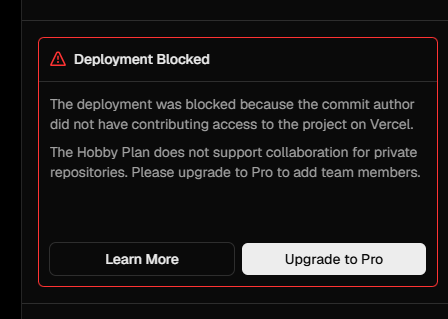 Deployment Blocked
The deployment was blocked because the commit author
did not have contributing access to the project on Vercel.
The Hobby Plan does not support collaboration for private
repositories. Please upgrade to Pro to add team members.
Learn More
Upgrade to Pro